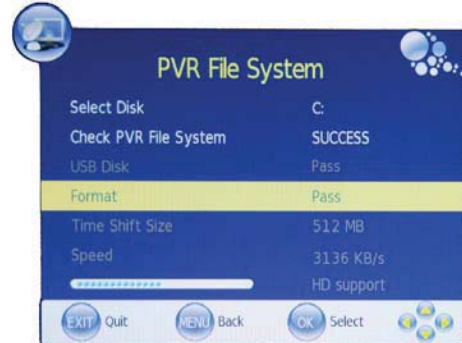 PVR File System
Select Disk C:
Check PVR File System SUCCESS
USB Disk Pass
Format Pass
Time Shift Size 512 MB
Speed 3136 KB/s
HD support
EXIT Quit MENU Back OK Select